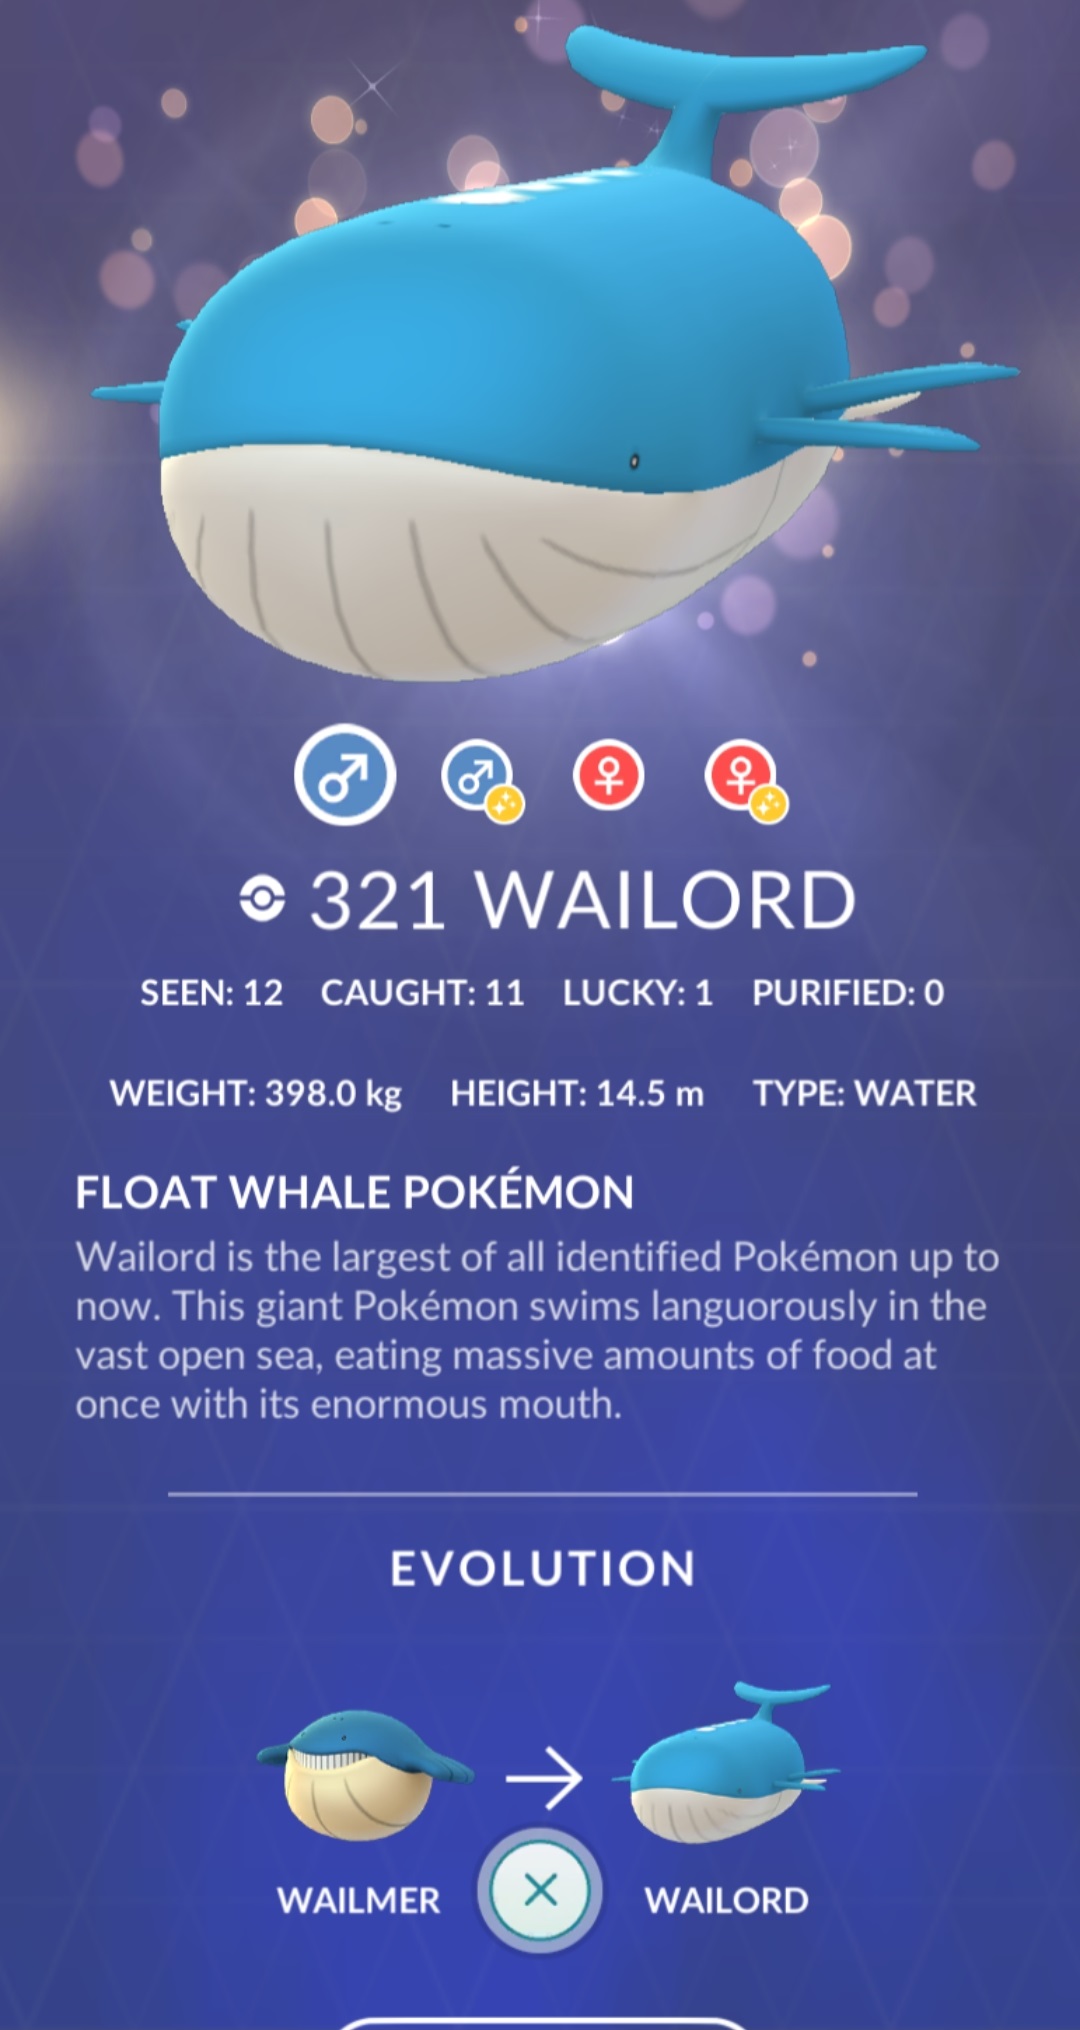 321 WAILORD
SEEN: 12 CAUGHT: 11 LUCKY: 1 PURIFIED: 0
WEIGHT: 398.0 kg HEIGHT: 14.5 m TYPE: WATER
FLOAT WHALE POKÉMON
Wailord is the largest of all identified Pokémon up to
now. This giant Pokémon swims languorously in the
vast open sea, eating massive amounts of food at
once with its enormous mouth.
EVOLUTION
WAILMER WAILORD